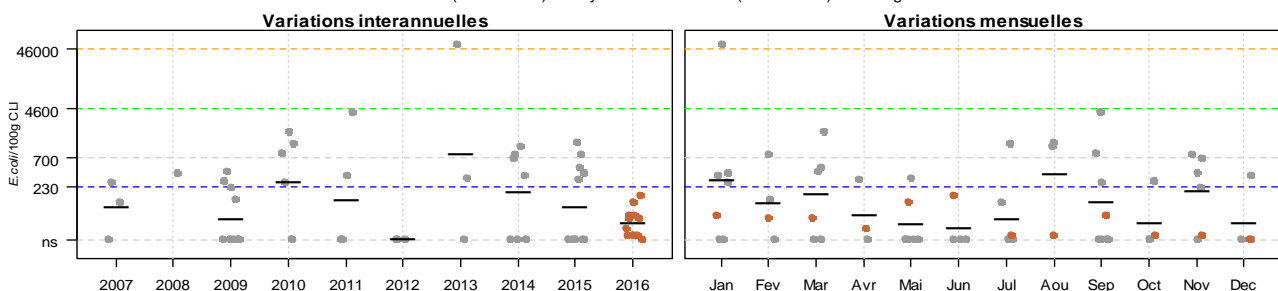 Variations interannuelles
Variations mensuelles
E.coli/100g CLI
46000
4600
700
230
ns
2007 2008 2009 2010 2011 2012 2013 2014 2015 2016
Jan Fev Mar Avr Mai Jun Jul Aou Sep Oct Nov Dec